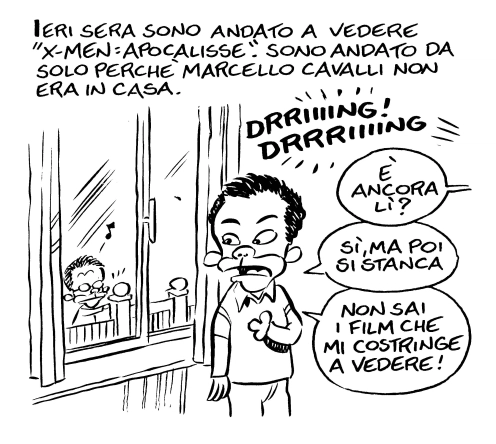 IERI SERA SONO ANDATO A VEDERE
"X-MEN: APOCALISSE". SONO ANDATO DA
SOLO PERCHÈ MARCELLO CAVALLI NON
ERA IN CASA.
DRRIIIING!
DRRRIIIING
È
ANCORA
LÌ?
SÌ, MA POI
SI STANCA
NON SAI
I FILM CHE
MI COSTRINGE
A VEDERE!